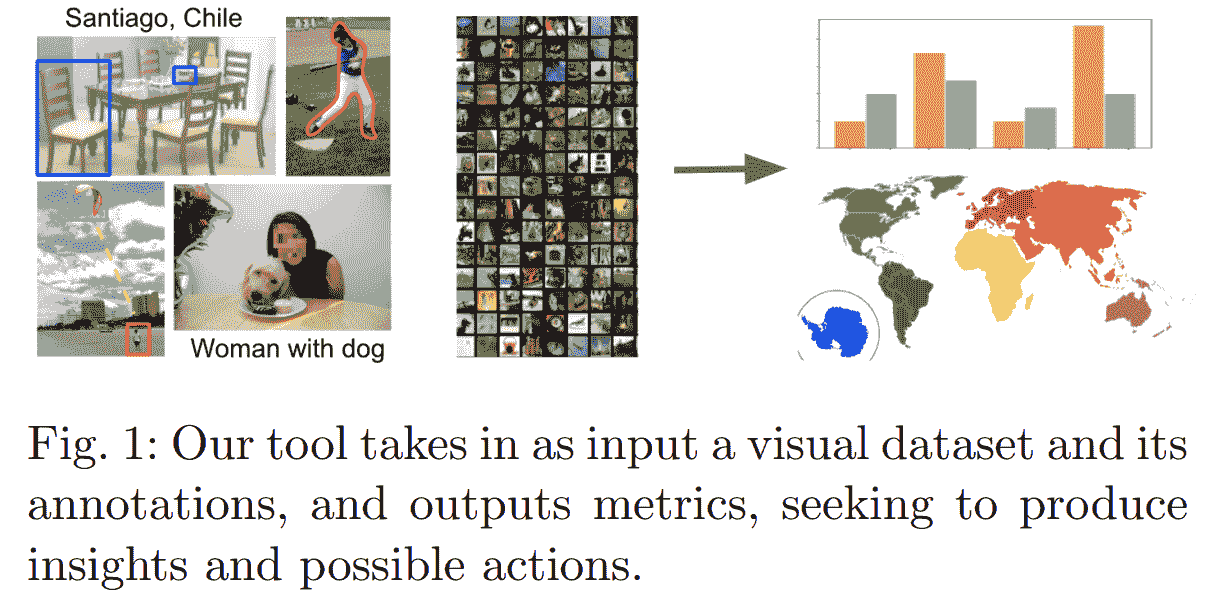 Santiago, Chile
Woman with dog
Fig. 1: Our tool takes in as input a visual dataset and its
annotations, and outputs metrics, seeking to produce
insights and possible actions.